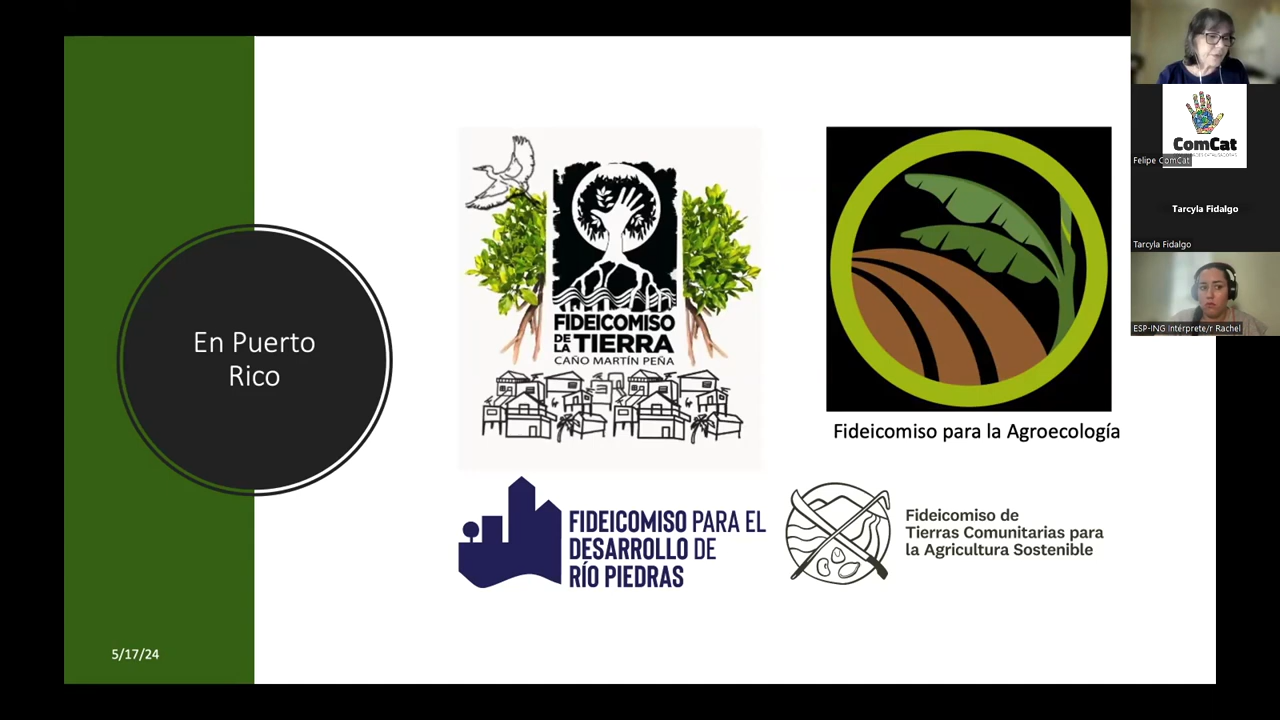 En Puerto
Rico
5/17/24
FIDEICOMISO
DE LA TIERRA
CAÑO MARTÍN PEÑA
Fideicomiso para la Agroecología
FIDEICOMISO PARA EL
DESARROLLO DE
RÍO PIEDRAS
Fideicomiso de
Tierras Comunitarias para
la Agricultura Sostenible
ComCat
Felipe ComCat
Tarcyla Fidalgo
Tarcyla Fidalgo
ESP-ING Intérprete/r Rachel